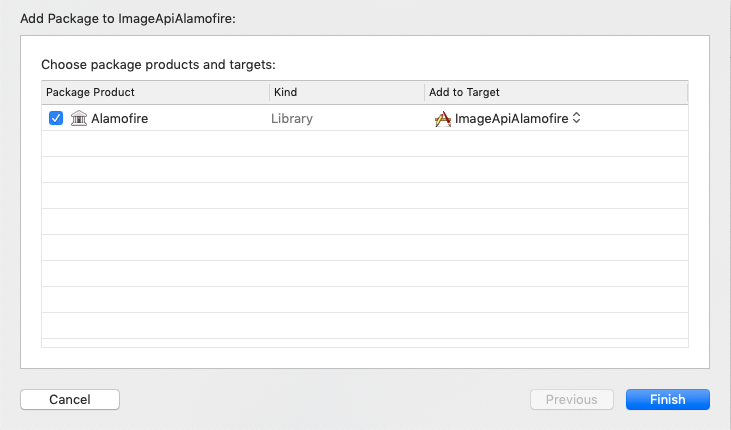 Add Package to ImageApiAlamofire:
Choose package products and targets:
Package Product Kind Add to Target
Alamofire Library ImageApiAlamofire
Cancel Previous Finish